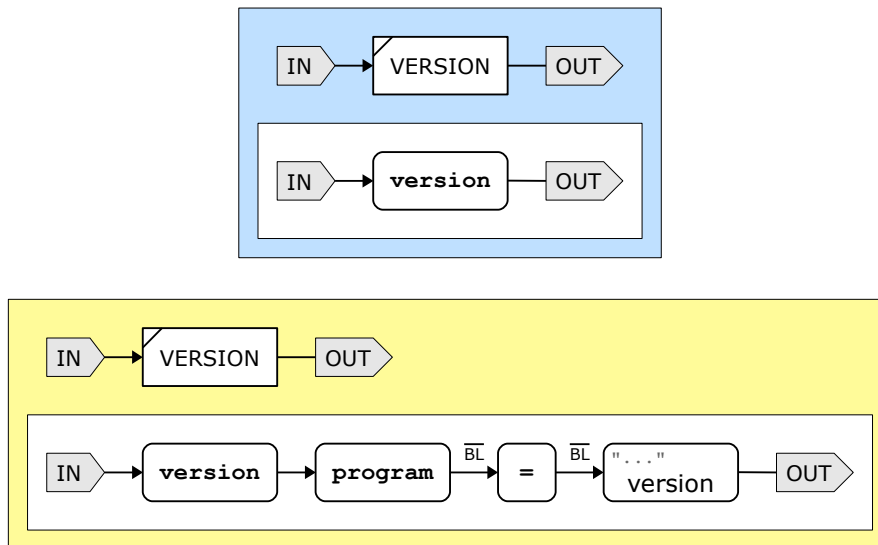 IN VERSION OUT
IN version OUT
IN VERSION OUT
IN version program BL = BL "..." version OUT